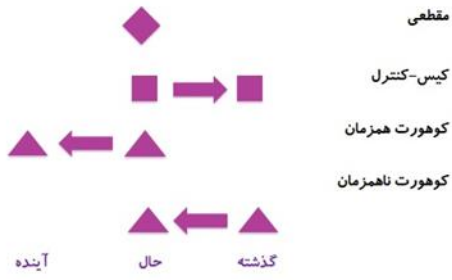 مقطعی
کیس-کنترل
کوهورت همزمان
کوهورت ناهمزمان
گذشته حال آینده